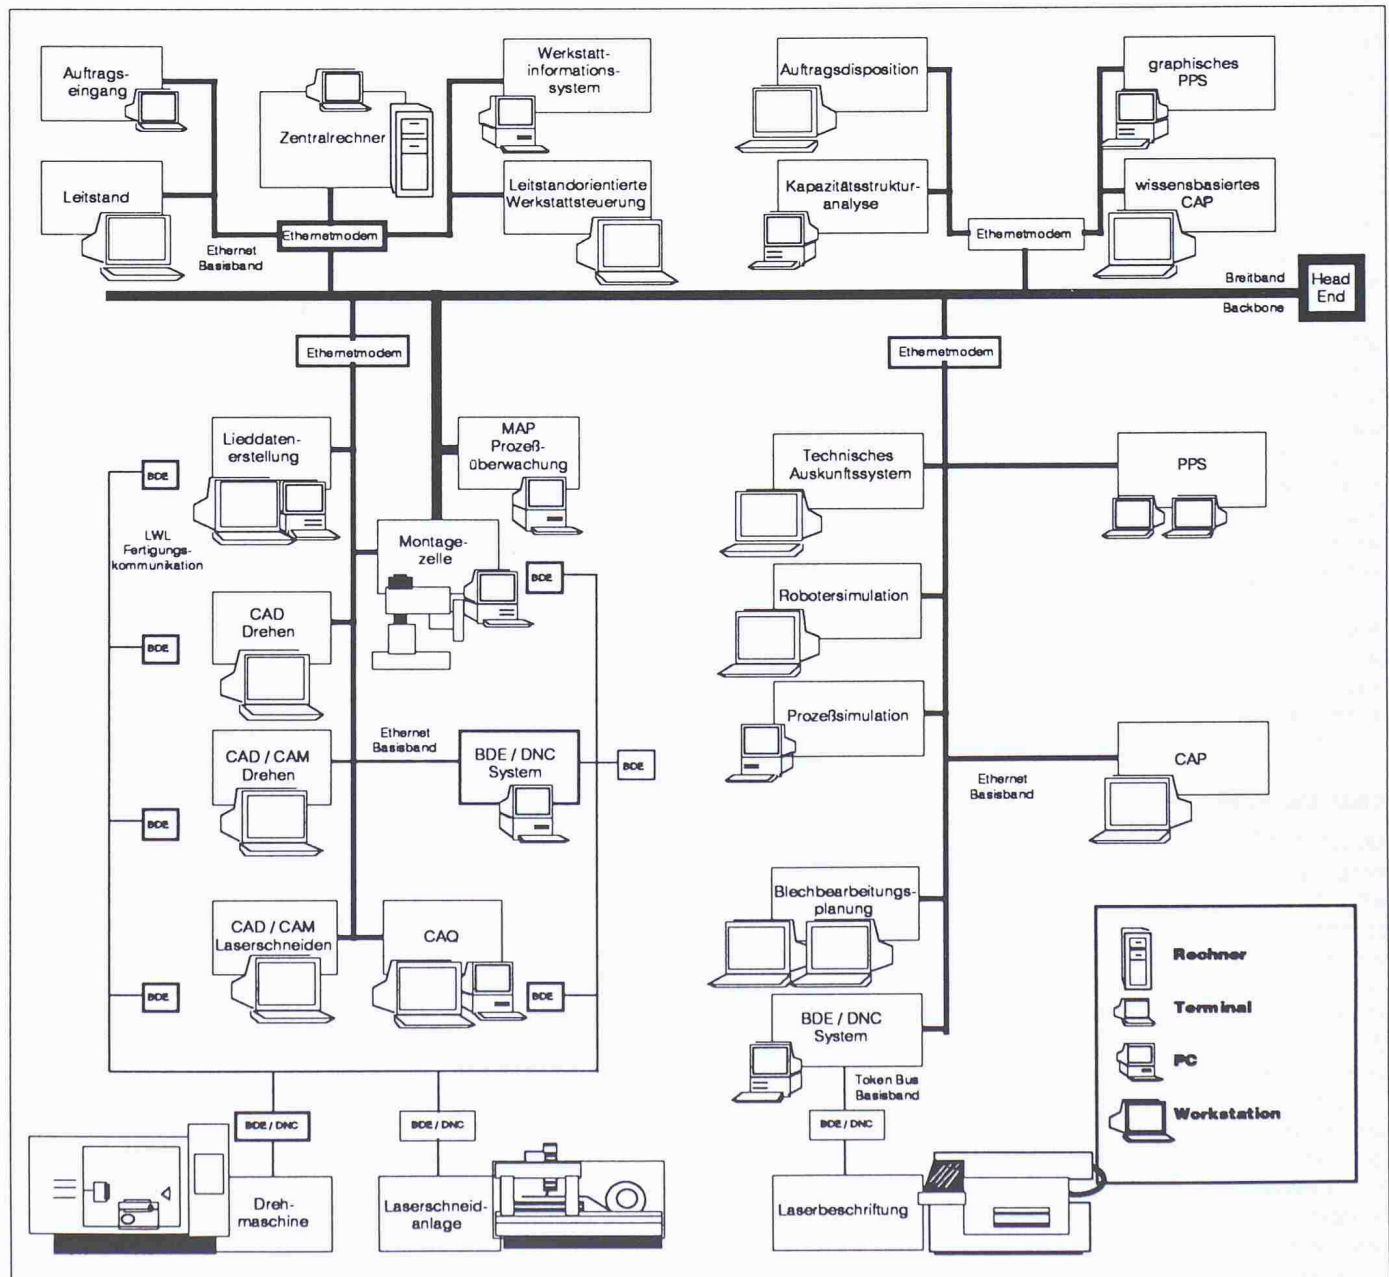 Auftrags-
eingang
Zentralrechner
Werkstatt-
informations-
system
Auftragsdisposition
graphisches
PPS
Leitstand
Leitstandorientierte
Werkstattsteuerung
Kapazitätsstruktur-
analyse
wissensbasiertes
CAP
Ethernet
Basisband
Ethernetmodem
Ethernetmodem
Breitband
Backbone
Head
End
Ethernetmodem
Ethernetmodem
Lieddaten-
erstellung
MAP
Prozeß-
überwachung
Technisches
Auskunftssystem
PPS
BDE
LWL
Fertigungs-
kommunikation
Montage-
zelle
BDE
Robotersimulation
CAD
Drehen
BDE
Prozeßsimulation
CAD / CAM
Drehen
Ethernet
Basisband
BDE / DNC
System
BDE
Ethernet
Basisband
CAP
BDE
Blechbearbeitungs-
planung
CAD / CAM
Laserschneiden
CAQ
BDE
BDE
BDE / DNC
System
Token Bus
Basisband
Rechner
Terminal
PC
Workstation
BDE / DNC
BDE / DNC
BDE / DNC
Dreh-
maschine
Laserschneid-
anlage
Laserbeschriftung